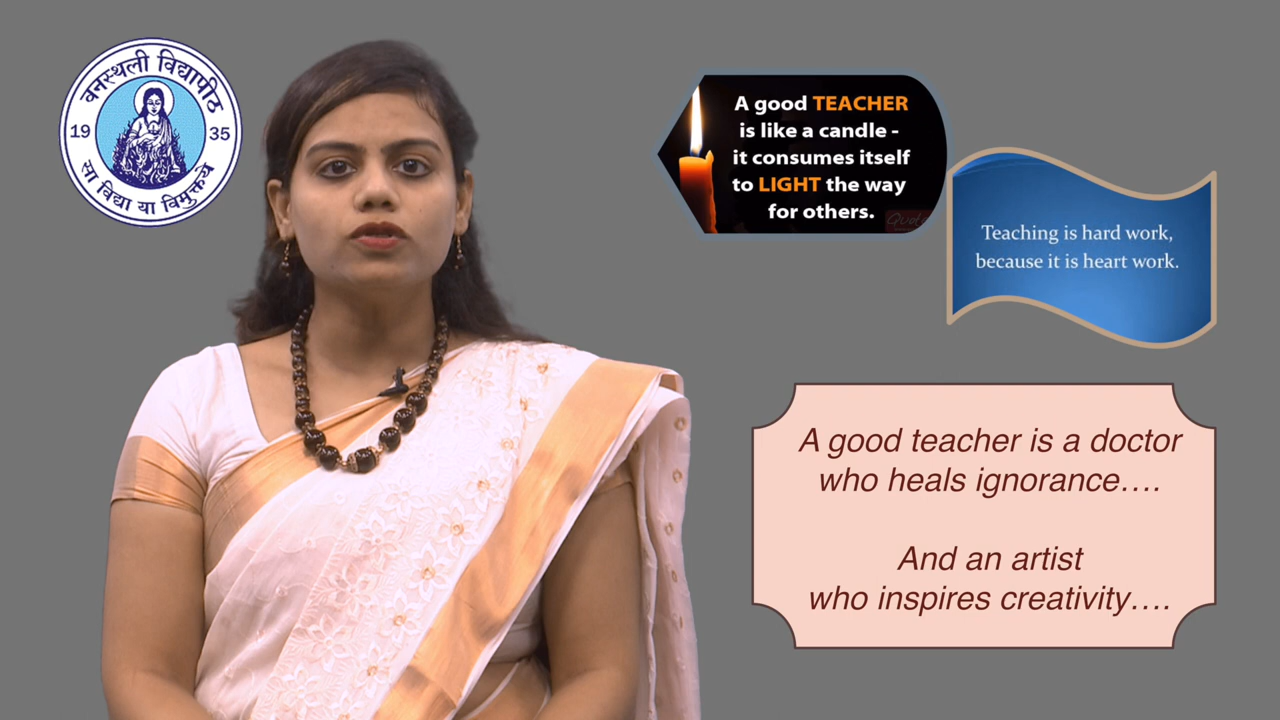 वनस्थली विद्यापीठ
19 35
सा विद्या या विमुक्तये
A good TEACHER
is like a candle -
it consumes itself
to LIGHT the way
for others.
Teaching is hard work,
because it is heart work.
A good teacher is a doctor
who heals ignorance….
And an artist
who inspires creativity….